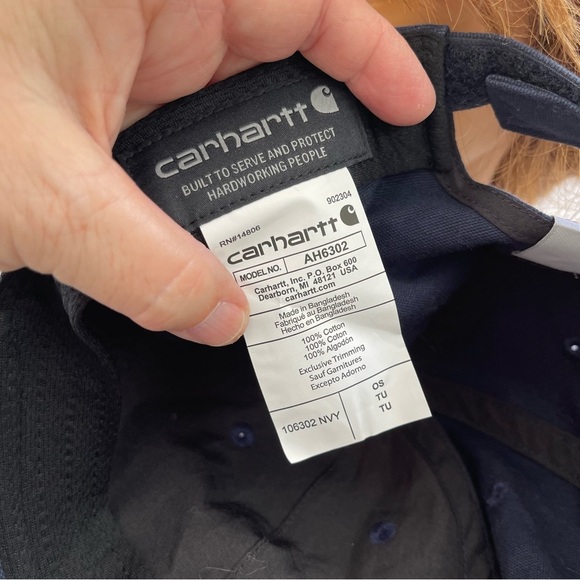 carhartt
BUILT TO SERVE AND PROTECT
HARDWORKING PEOPLE
RN#14806 902304
carhartt
MODEL NO. AH6302
Carhartt, Inc. P.O. Box 600
Dearborn, MI 48121 USA
carhartt.com
Made in Bangladesh
Fabriqué au Bangladesh
Hecho en Bangladesh
100% Cotton
100% Coton
100% Algodón
Exclusive Trimming
Sauf Garnitures
Excepto Adorno
106302 NVY
OS
TU
TU